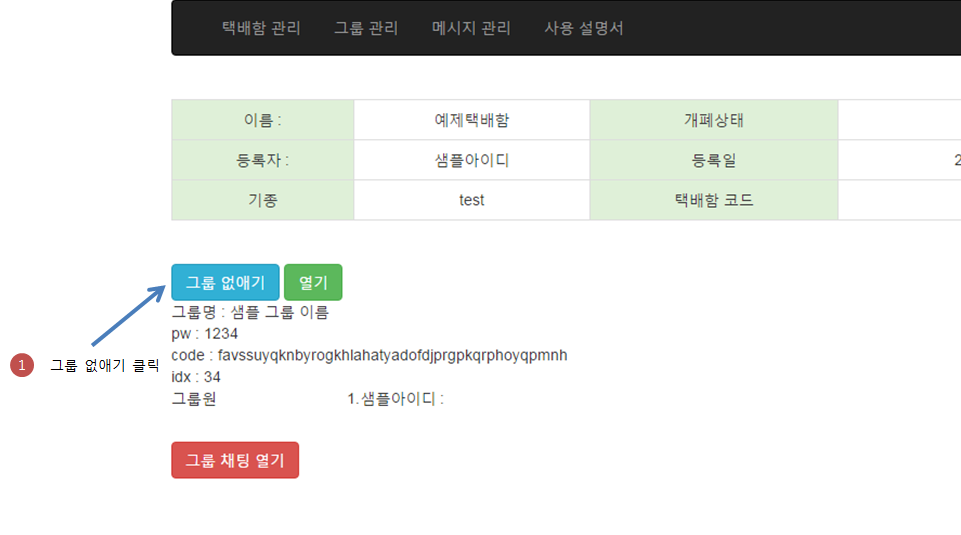 택배함 관리 그룹 관리 메시지 관리 사용 설명서
이름 : 예제택배함 개폐상태
등록자 : 샘플아이디 등록일 2
기종 test 택배함 코드
그룹 없애기 열기
그룹명 : 샘플 그룹 이름
pw : 1234
code : favssuyqknbyrogkhlahatyadofdjprgpkqrphoyqpmnh
1 그룹 없애기 클릭
idx : 34
그룹원 1.샘플아이디 :
그룹 채팅 열기